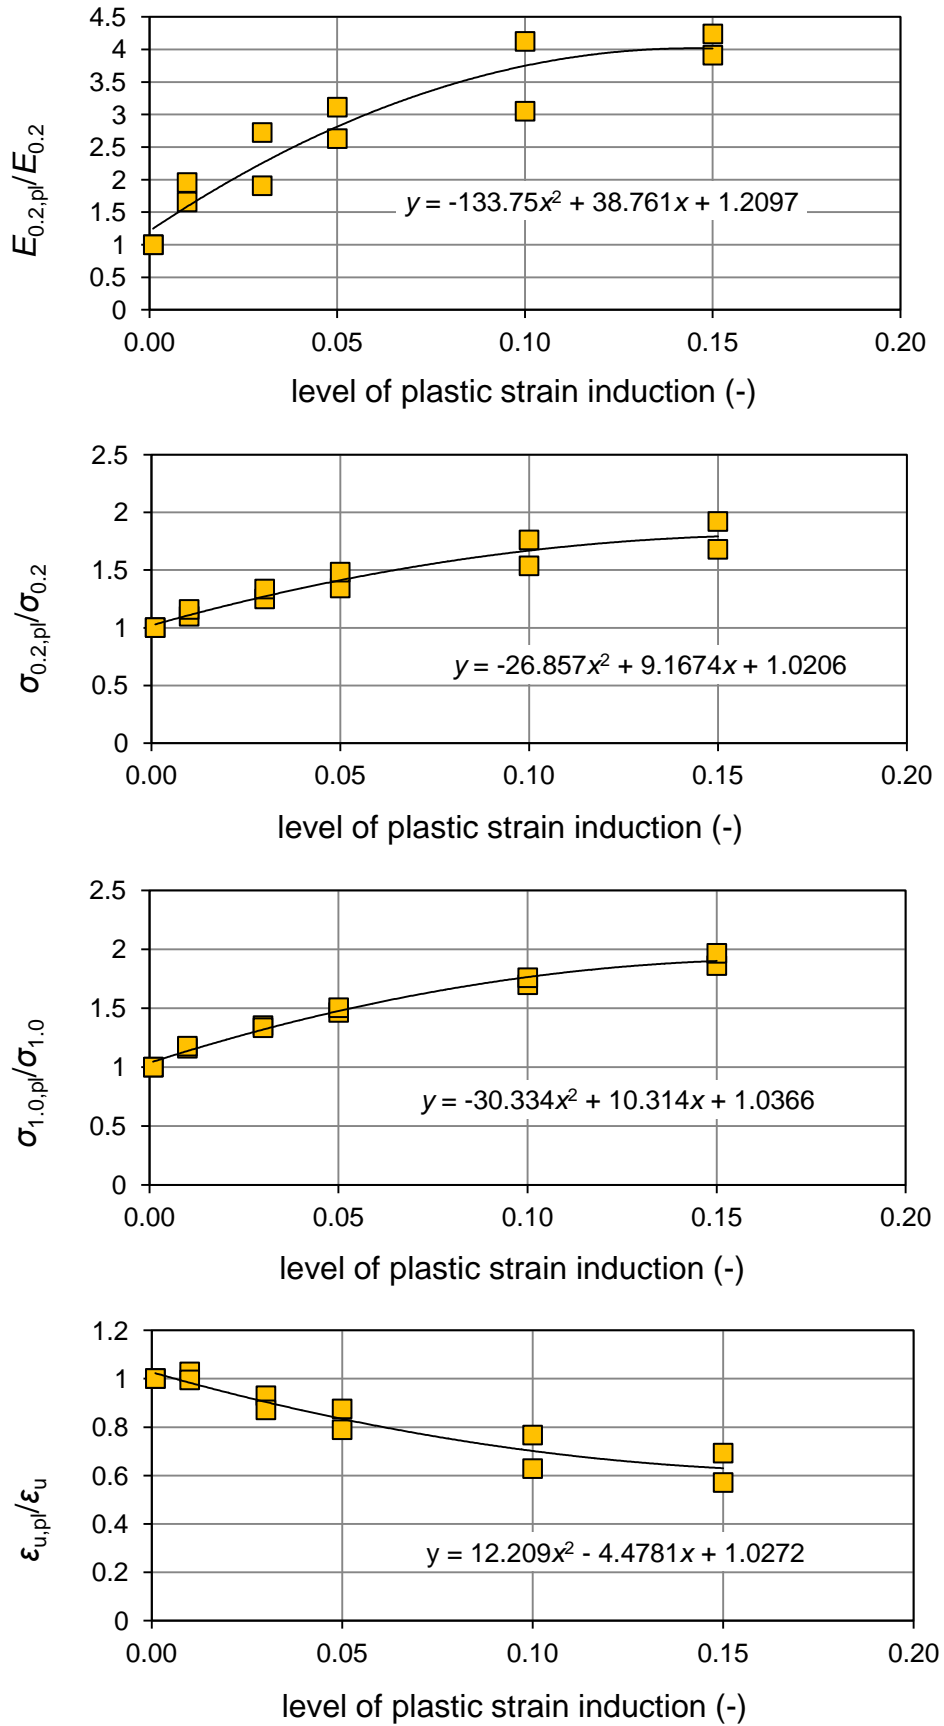 4.5
4
3.5
3
2.5
2
1.5
1
0.5
0
E0.2,pl/E0.2
y = -133.75x² + 38.761x + 1.2097
0.00 0.05 0.10 0.15 0.20
level of plastic strain induction (-)
2.5
2
1.5
1
0.5
0
σ0.2,pl/σ0.2
y = -26.857x² + 9.1674x + 1.0206
0.00 0.05 0.10 0.15 0.20
level of plastic strain induction (-)
2.5
2
1.5
1
0.5
0
σ1.0,pl/σ1.0
y = -30.334x² + 10.314x + 1.0366
0.00 0.05 0.10 0.15 0.20
level of plastic strain induction (-)
1.2
1
0.8
0.6
0.4
0.2
0
εu,pl/εu
y = 12.209x² - 4.4781x + 1.0272
0.00 0.05 0.10 0.15 0.20
level of plastic strain induction (-)